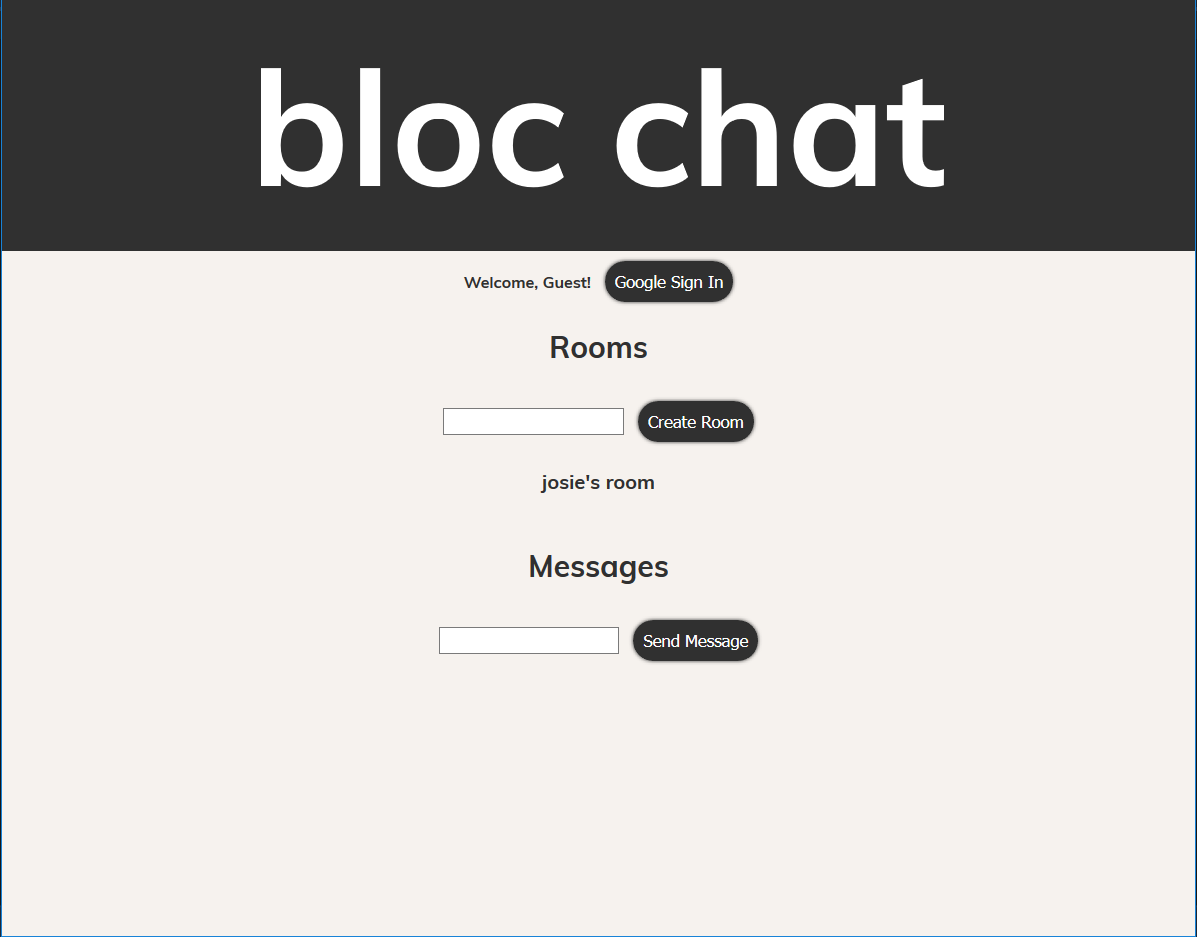 bloc chat
Welcome, Guest! Google Sign In
Rooms
Create Room
josie's room
Messages
Send Message